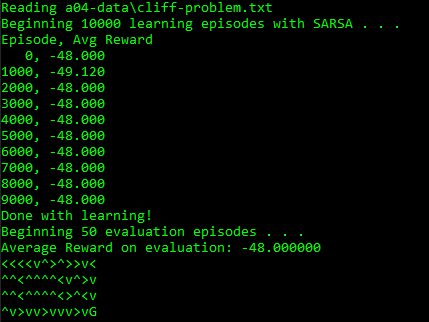 Reading a04-data\cliff-problem.txt
Beginning 10000 learning episodes with SARSA . . .
Episode, Avg Reward
   0, -48.000
1000, -49.120
2000, -48.000
3000, -48.000
4000, -48.000
5000, -48.000
6000, -48.000
7000, -48.000
8000, -48.000
9000, -48.000
Done with learning!
Beginning 50 evaluation episodes . . .
Average Reward on evaluation: -48.000000
<<<<v^>^>>v<
^^<^^^^<v^>v
^^<^^^^<>^<v
^v>vv>vvv>vG